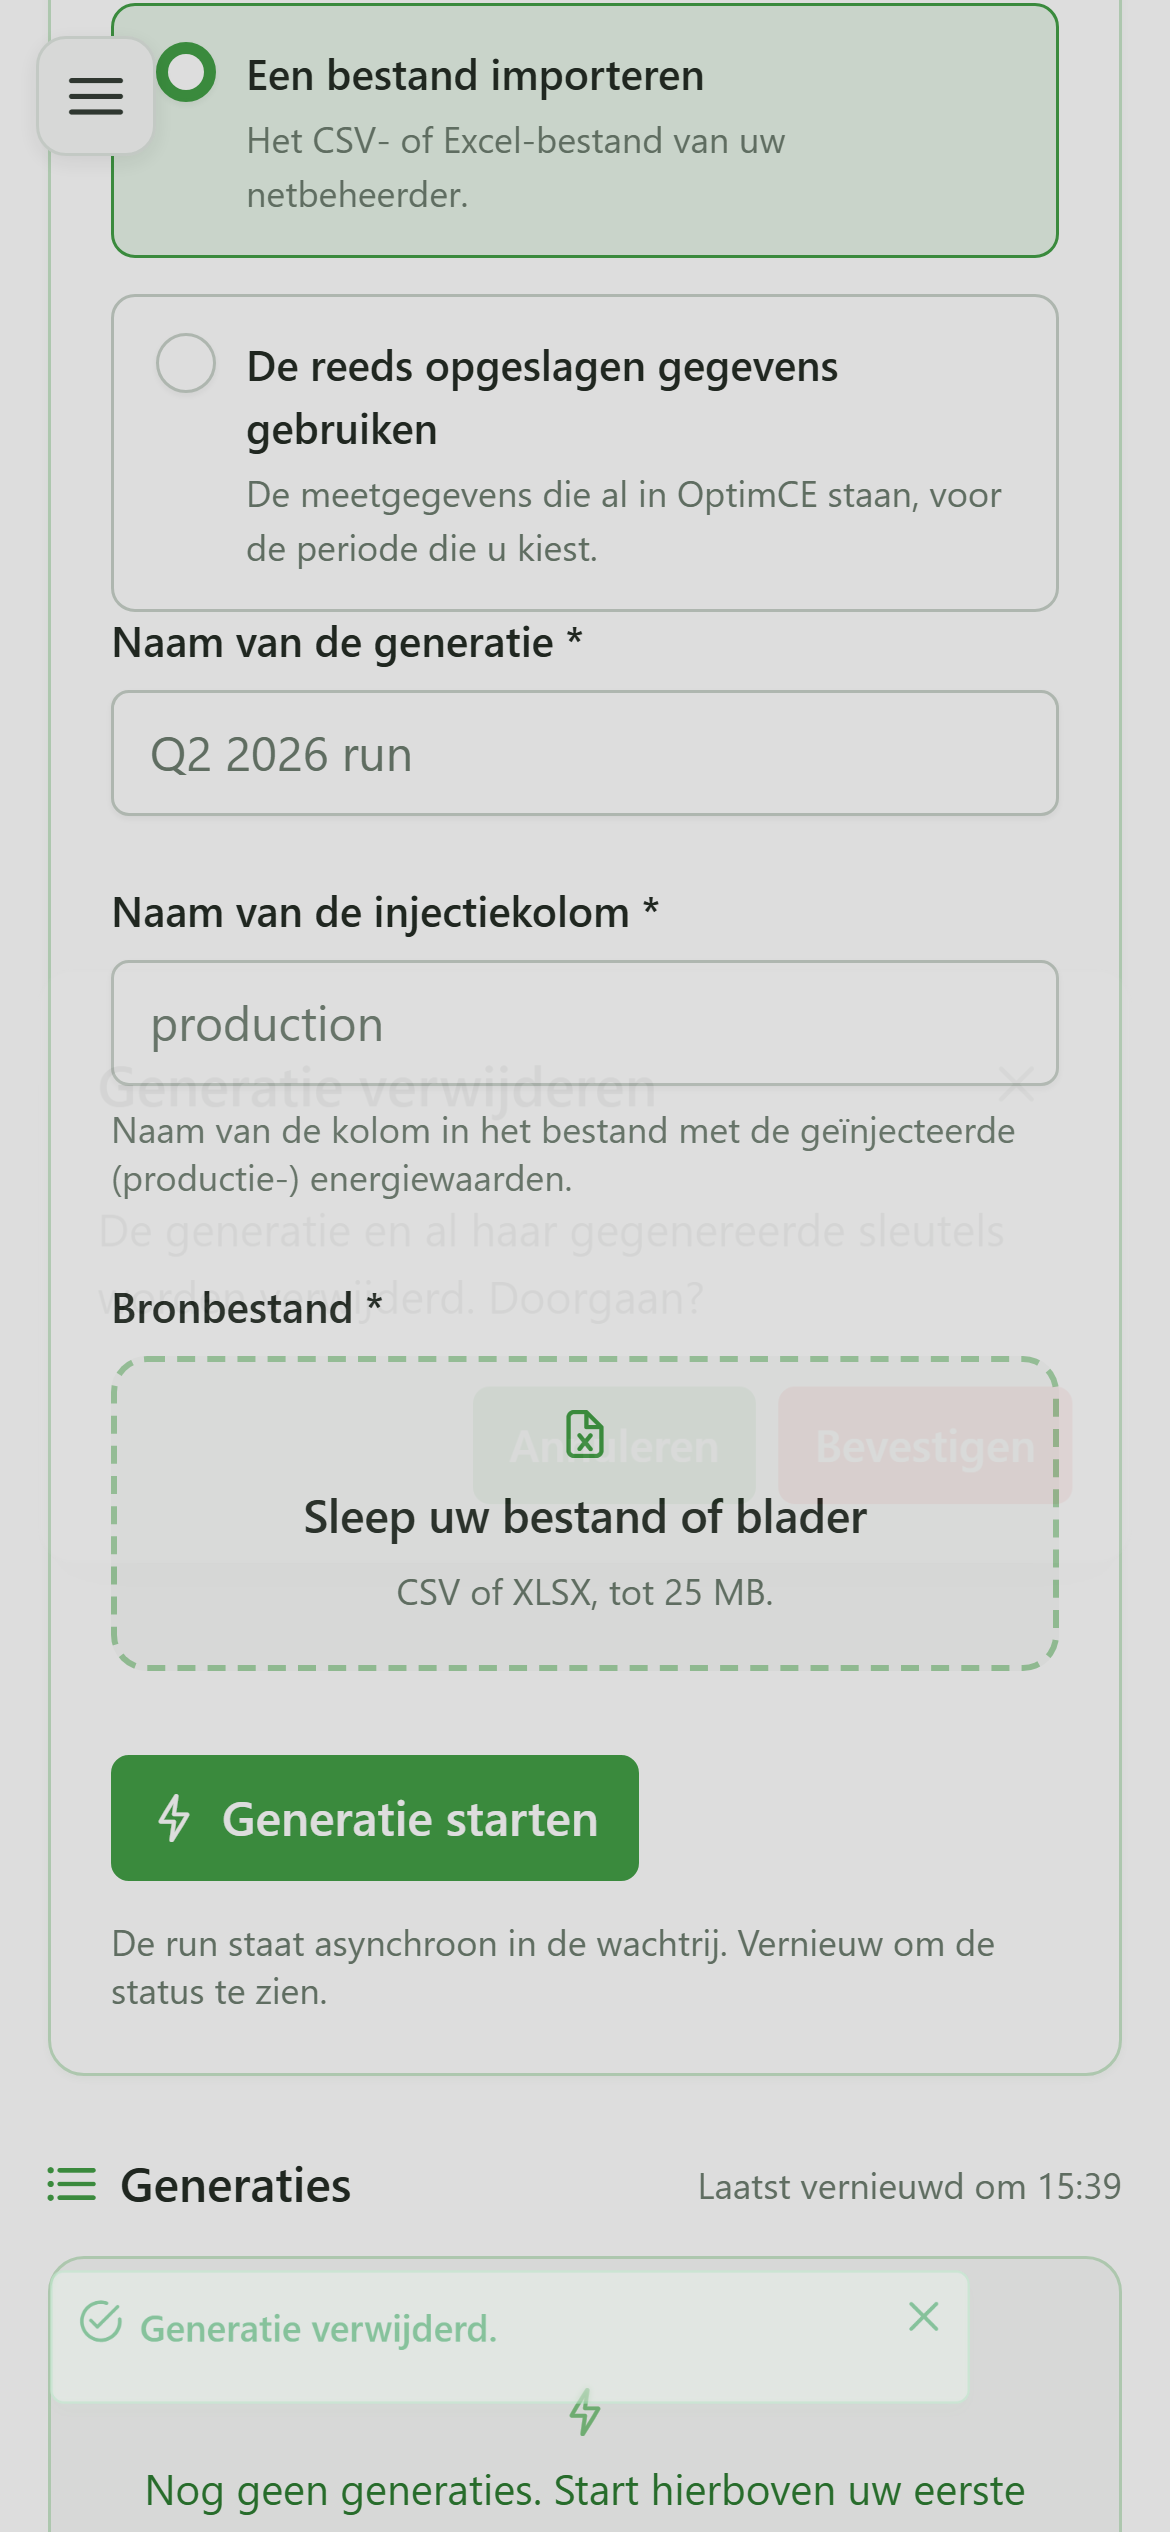 Een bestand importeren
Het CSV- of Excel-bestand van uw
netbeheerder.
De reeds opgeslagen gegevens
gebruiken
De meetgegevens die al in OptimCE staan, voor
de periode die u kiest.
Naam van de generatie *
Q2 2026 run
Naam van de injectiekolom *
production
Generatie verwijderen
Naam van de kolom in het bestand met de geïnjecteerde
(productie-) energiewaarden.
De generatie en al haar gegenereerde sleutels
worden verwijderd. Doorgaan?
Bronbestand *
Annuleren
Bevestigen
Sleep uw bestand of blader
CSV of XLSX, tot 25 MB.
Generatie starten
De run staat asynchroon in de wachtrij. Vernieuw om de
status te zien.
Generaties
Laatst vernieuwd om 15:39
Generatie verwijderd.
Nog geen generaties. Start hierboven uw eerste